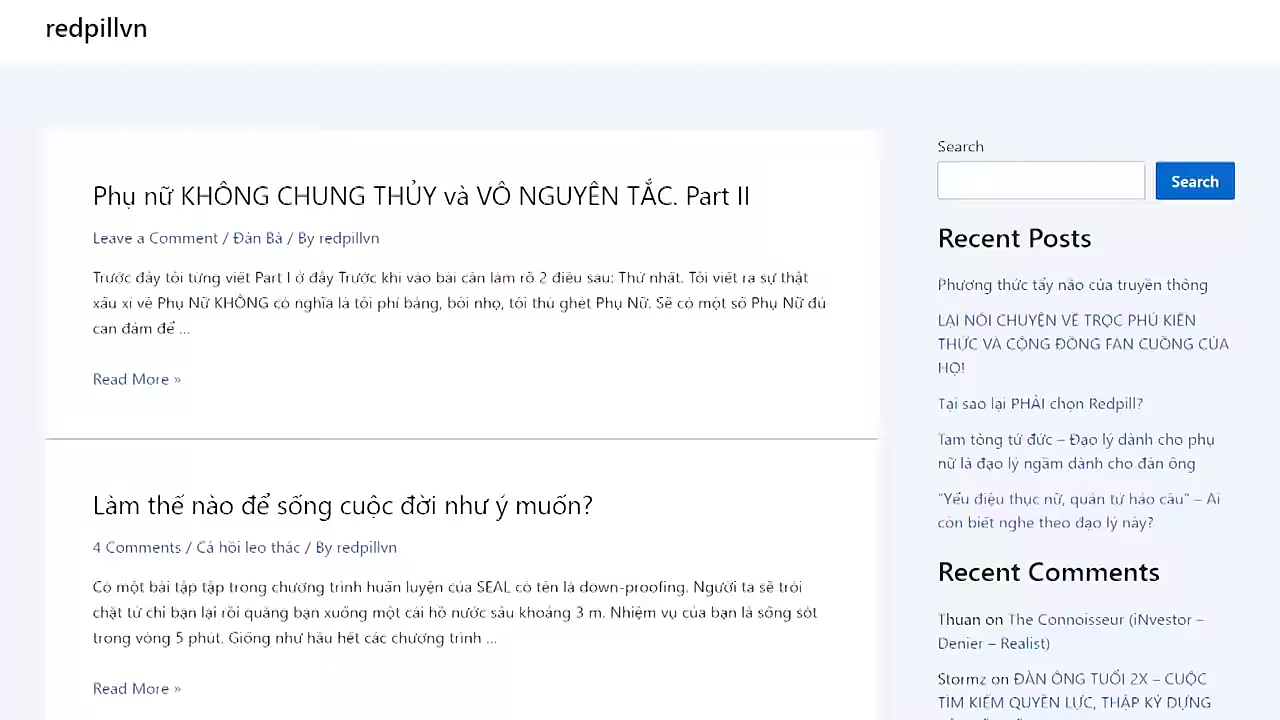 redpillvn
Phụ nữ KHÔNG CHUNG THỦY và VÔ NGUYÊN TẮC. Part II
Leave a Comment / Đàn Bà / By redpillvn
Trước đây tôi từng viết Part I ở đây Trước khi vào bài cần làm rõ 2 điều sau: Thứ nhất. Tôi viết ra sự thật
xấu xí về Phụ Nữ KHÔNG có nghĩa là tôi phỉ báng, bôi nhọ, tôi thù ghét Phụ Nữ. Sẽ có một số Phụ Nữ đủ
can đảm để ...
Read More »
Làm thế nào để sống cuộc đời như ý muốn?
4 Comments / Cá hồi leo thác / By redpillvn
Có một bài tập tập trong chương trình huấn luyện của SEAL có tên là down-proofing. Người ta sẽ trói
chặt tứ chi bạn lại rồi quăng bạn xuống một cái hồ nước sâu khoảng 3 m. Nhiệm vụ của bạn là sống sót
trong vòng 5 phút. Giống như hầu hết các chương trình ...
Read More »
Search
Search
Recent Posts
Phương thức tẩy não của truyền thông
LẠI NÓI CHUYỆN VỀ TRỌC PHÚ KIẾN
THỨC VÀ CỘNG ĐỒNG FAN CUỒNG CỦA
HỌ!
Tại sao lại PHẢI chọn Redpill?
Tam tòng tứ đức – Đạo lý dành cho phụ
nữ là đạo lý ngầm dành cho đàn ông
“Yểu điệu thục nữ, quân tử hảo cầu” – Ai
còn biết nghe theo đạo lý này?
Recent Comments
Thuan on The Connoisseur (iNvestor –
Denier – Realist)
Stormz on ĐÀN ÔNG TUỔI 2X – CUỘC
TÌM KIẾM QUYỀN LỰC, THẬP KỶ DỰNG